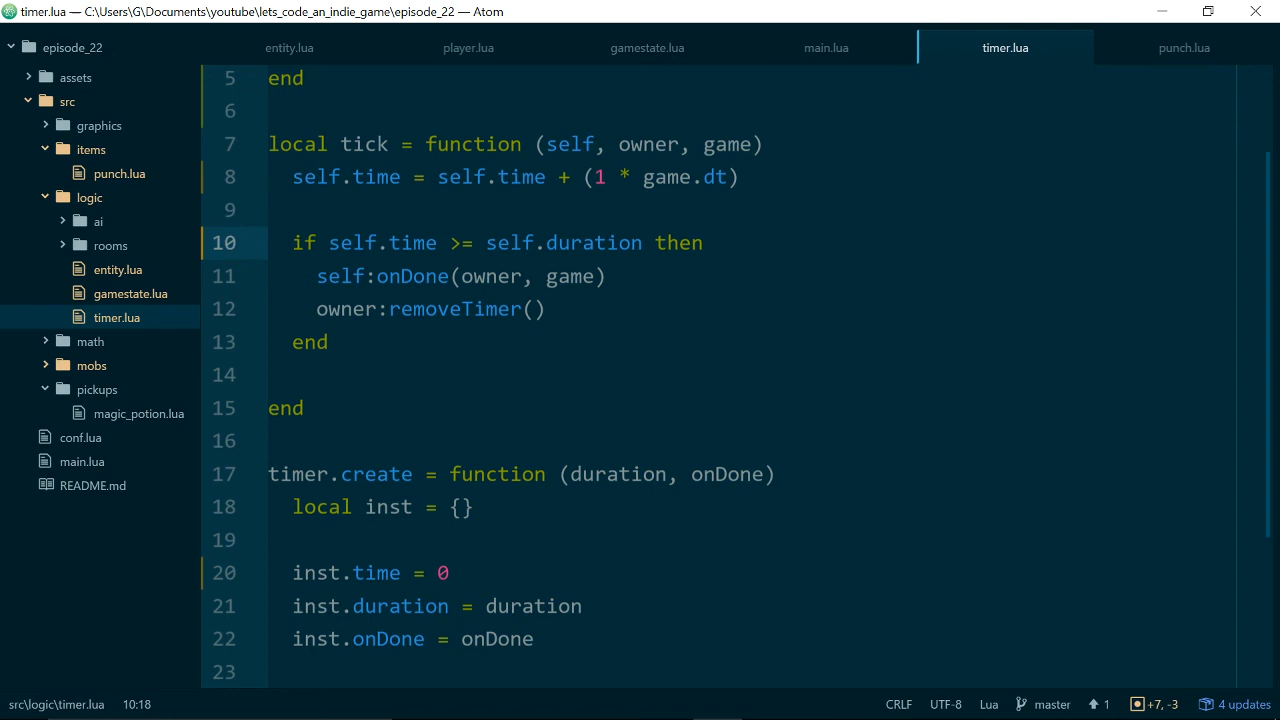 timer.lua — C:\Users\G\Documents\youtube\lets_code_an_indie_game\episode_22 — Atom
episode_22
assets
src
graphics
items
punch.lua
logic
ai
rooms
entity.lua
gamestate.lua
timer.lua
math
mobs
pickups
magic_potion.lua
conf.lua
main.lua
README.md
entity.lua player.lua gamestate.lua main.lua timer.lua punch.lua
5 end
6
7 local tick = function (self, owner, game)
8 self.time = self.time + (1 * game.dt)
9
10 if self.time >= self.duration then
11 self:onDone(owner, game)
12 owner:removeTimer()
13 end
14
15 end
16
17 timer.create = function (duration, onDone)
18 local inst = {}
19
20 inst.time = 0
21 inst.duration = duration
22 inst.onDone = onDone
23
src\logic\timer.lua 10:18 CRLF UTF-8 Lua master 1 +7, -3 4 updates